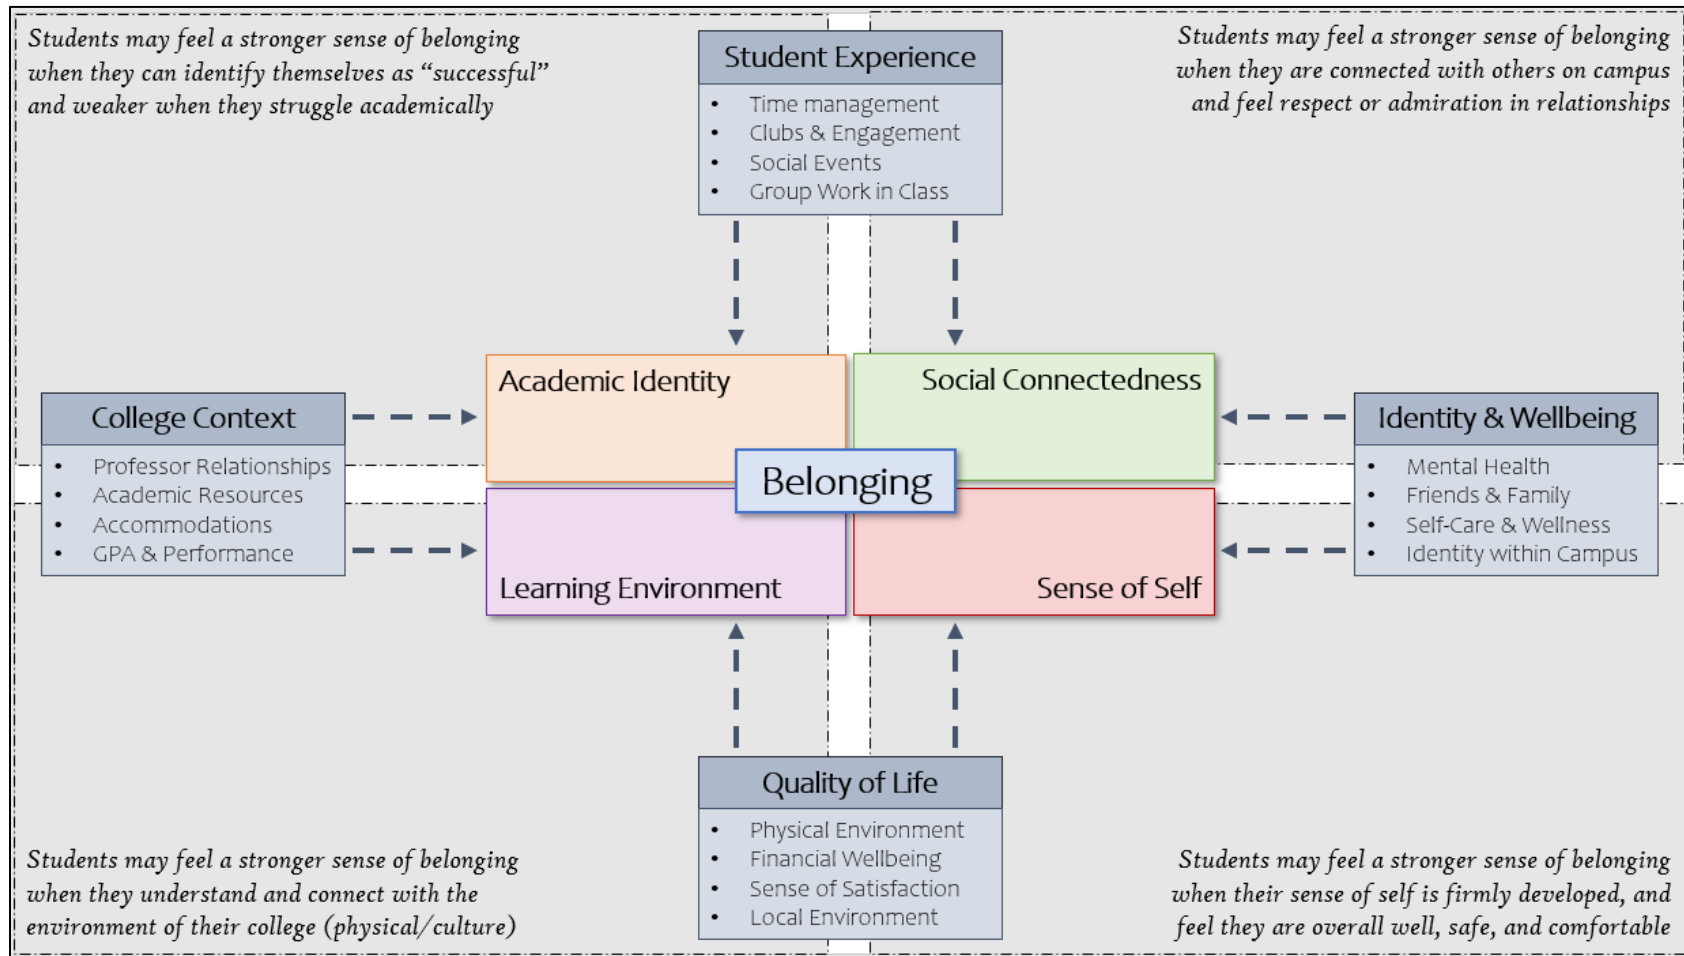 Students may feel a stronger sense of belonging
when they can identify themselves as “successful”
and weaker when they struggle academically
Student Experience
• Time management
• Clubs & Engagement
• Social Events
• Group Work in Class
Students may feel a stronger sense of belonging
when they are connected with others on campus
and feel respect or admiration in relationships
College Context
• Professor Relationships
• Academic Resources
• Accommodations
• GPA & Performance
Academic Identity
Social Connectedness
Belonging
Learning Environment
Sense of Self
Identity & Wellbeing
• Mental Health
• Friends & Family
• Self-Care & Wellness
• Identity within Campus
Students may feel a stronger sense of belonging
when they understand and connect with the
environment of their college (physical/culture)
Quality of Life
• Physical Environment
• Financial Wellbeing
• Sense of Satisfaction
• Local Environment
Students may feel a stronger sense of belonging
when their sense of self is firmly developed, and
feel they are overall well, safe, and comfortable